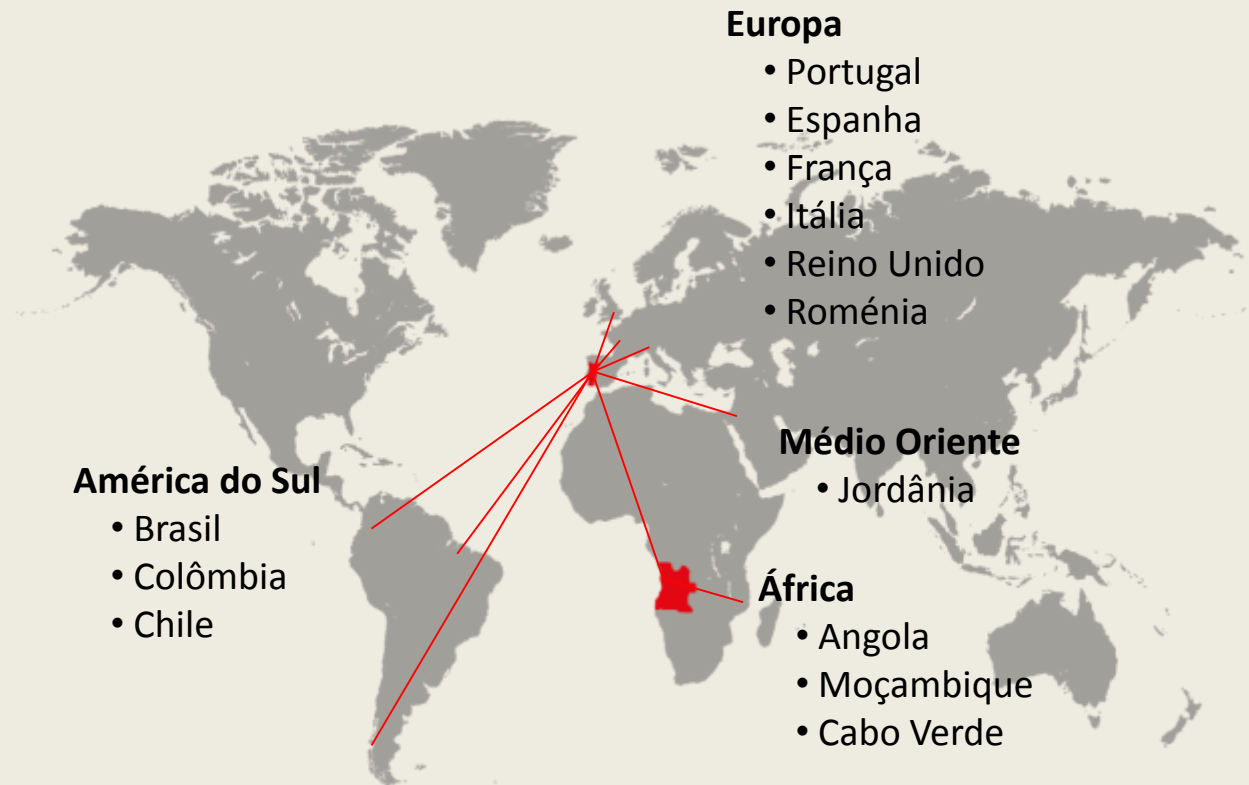 Europa
• Portugal
• Espanha
• França
• Itália
• Reino Unido
• Roménia
Médio Oriente
• Jordânia
América do Sul
• Brasil
• Colômbia
• Chile
África
• Angola
• Moçambique
• Cabo Verde